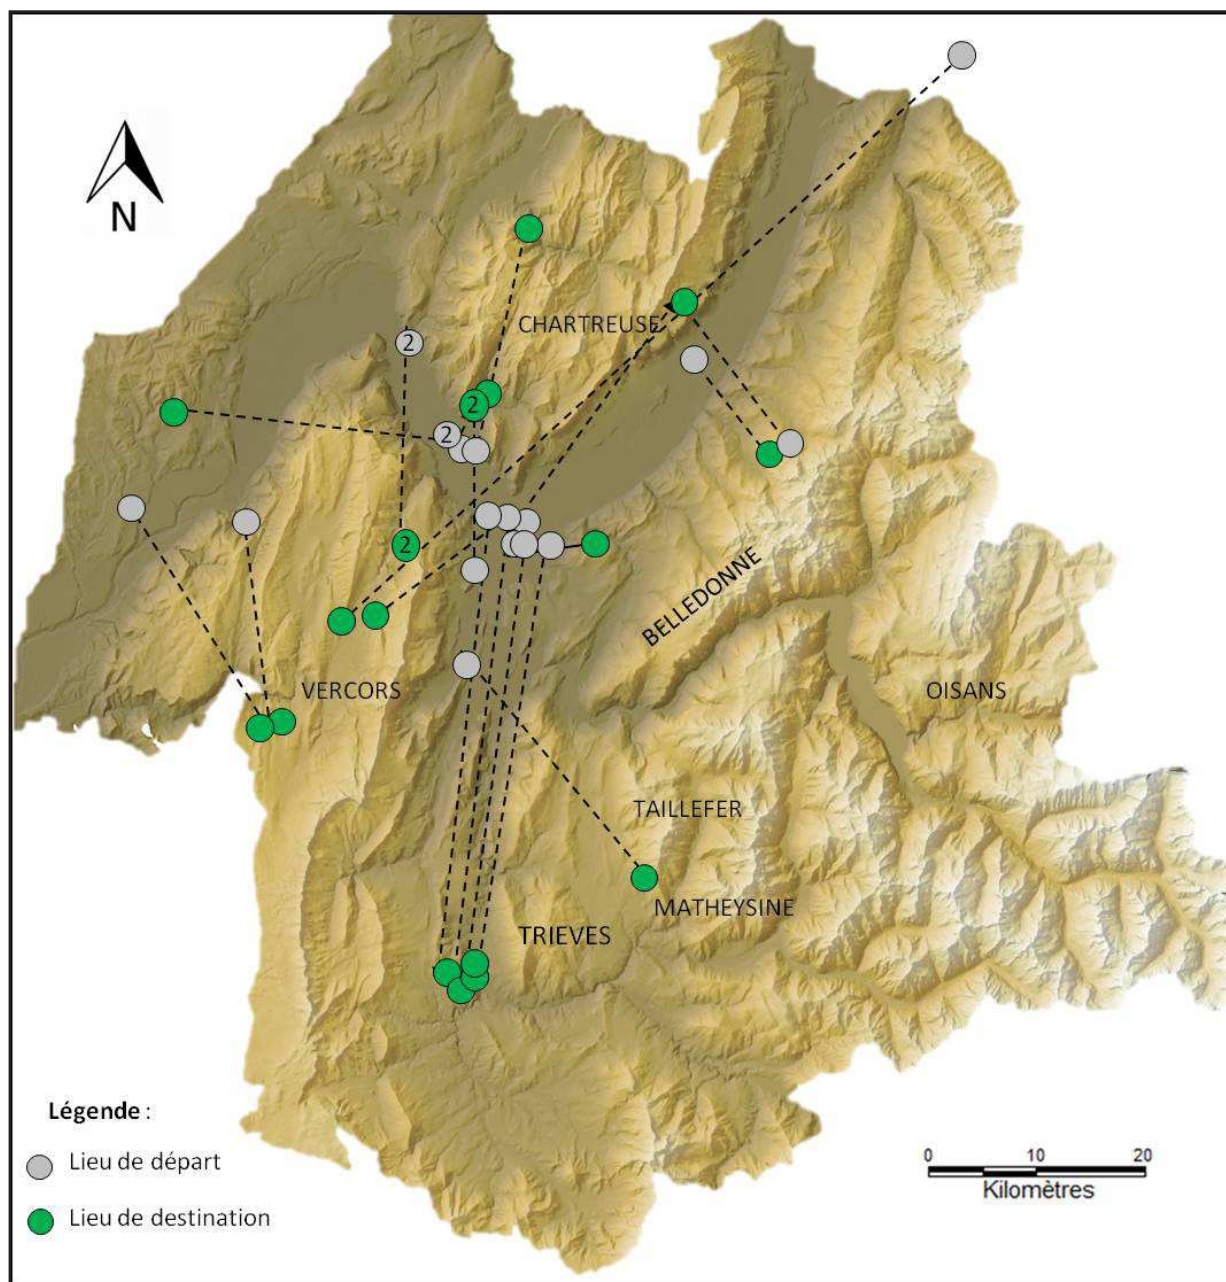 N
CHARTREUSE
2
2
2
2
BELLEDONNE
VERCORS
OISANS
TAILLEFER
MATHEYSINE
TRIEVES
Légende :
Lieu de départ
Lieu de destination
0 10 20
Kilomètres